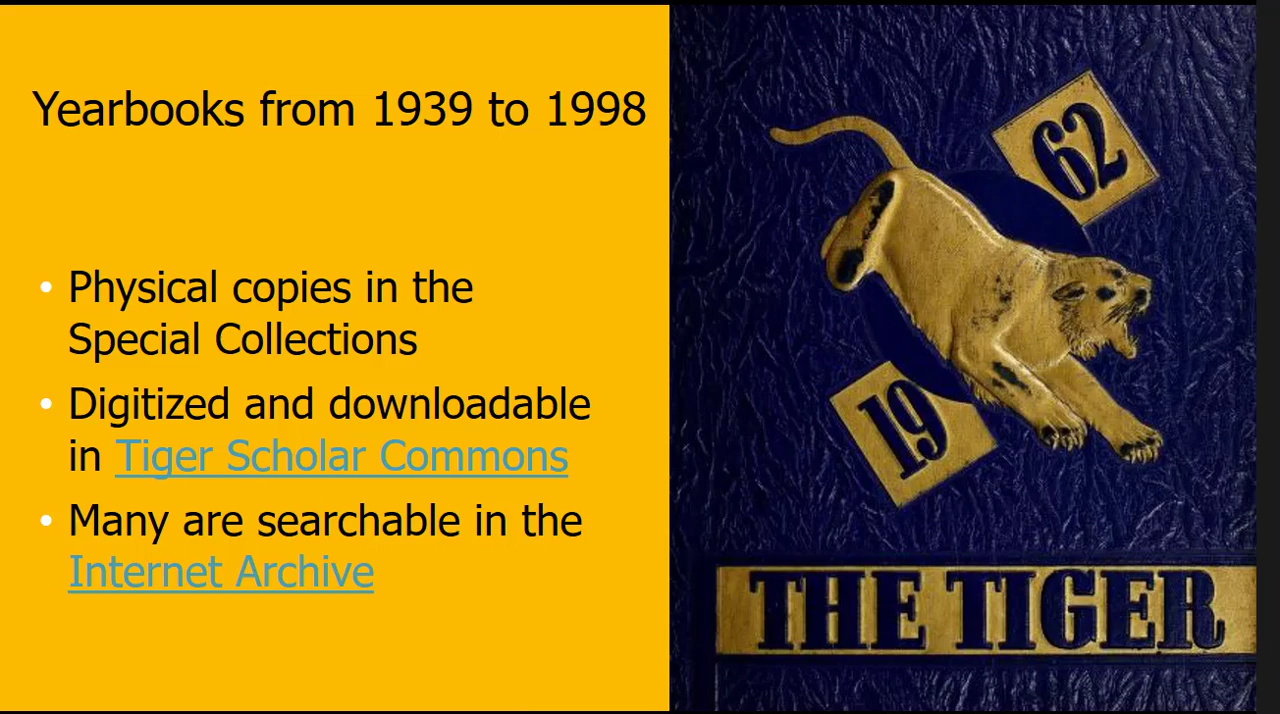 Yearbooks from 1939 to 1998
• Physical copies in the
Special Collections
• Digitized and downloadable
in Tiger Scholar Commons
• Many are searchable in the
Internet Archive
62
19
THE TIGER